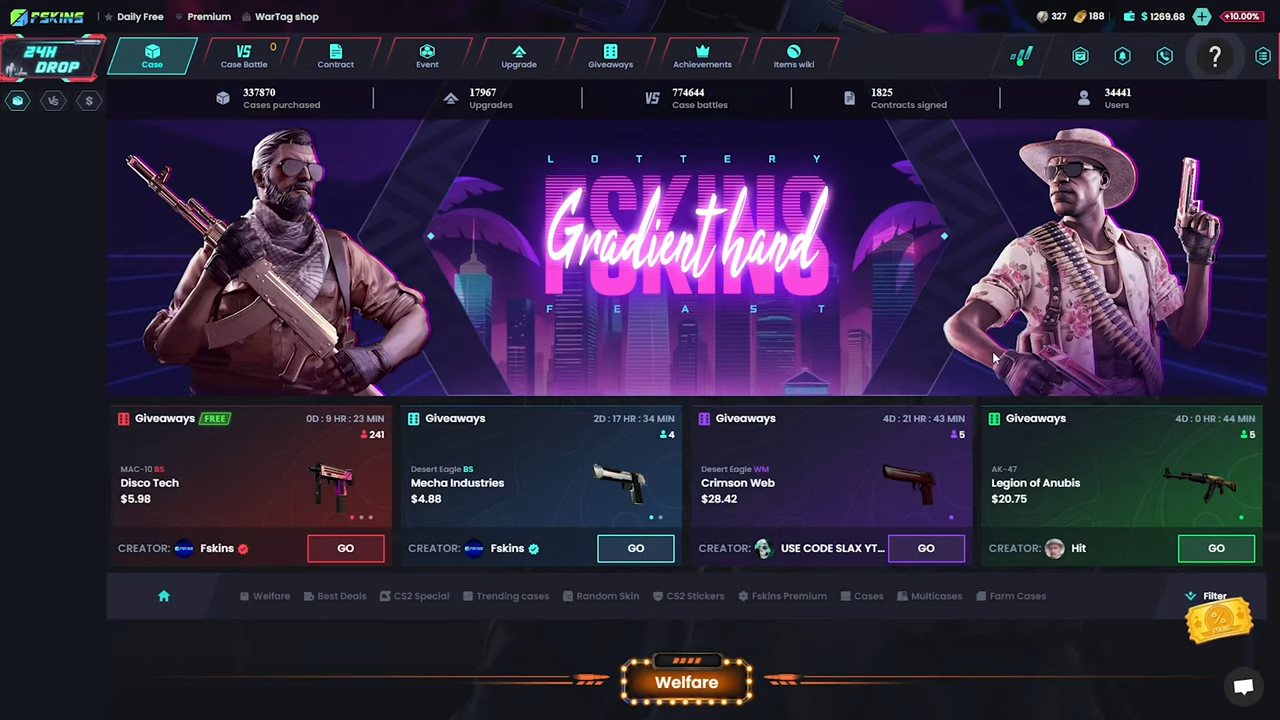 FSKINS
Daily Free
Premium
WarTag shop
327
188
$ 1269.68
+10.00%
24H
DROP
Case
VS
0
Case Battle
Contract
Event
Upgrade
Giveaways
Achievements
Items wiki
?
VS
$
337870
Cases purchased
17967
Upgrades
VS
774644
Case battles
1825
Contracts signed
34441
Users
LOTTERY
FSKINS
Gradient hand
FEAST
Giveaways FREE
0D : 9 HR : 23 MIN
241
MAC-10 BS
Disco Tech
$5.98
CREATOR: Fskins
GO
Giveaways
2D : 17 HR : 34 MIN
4
Desert Eagle BS
Mecha Industries
$4.88
CREATOR: Fskins
GO
Giveaways
4D : 21 HR : 43 MIN
5
Desert Eagle WM
Crimson Web
$28.42
CREATOR: USE CODE SLAX YT...
GO
Giveaways
4D : 0 HR : 44 MIN
5
AK-47
Legion of Anubis
$20.75
CREATOR: Hit
GO
Welfare
Best Deals
CS2 Special
Trending cases
Random Skin
CS2 Stickers
Fskins Premium
Cases
Multicases
Farm Cases
Filter
%
Welfare